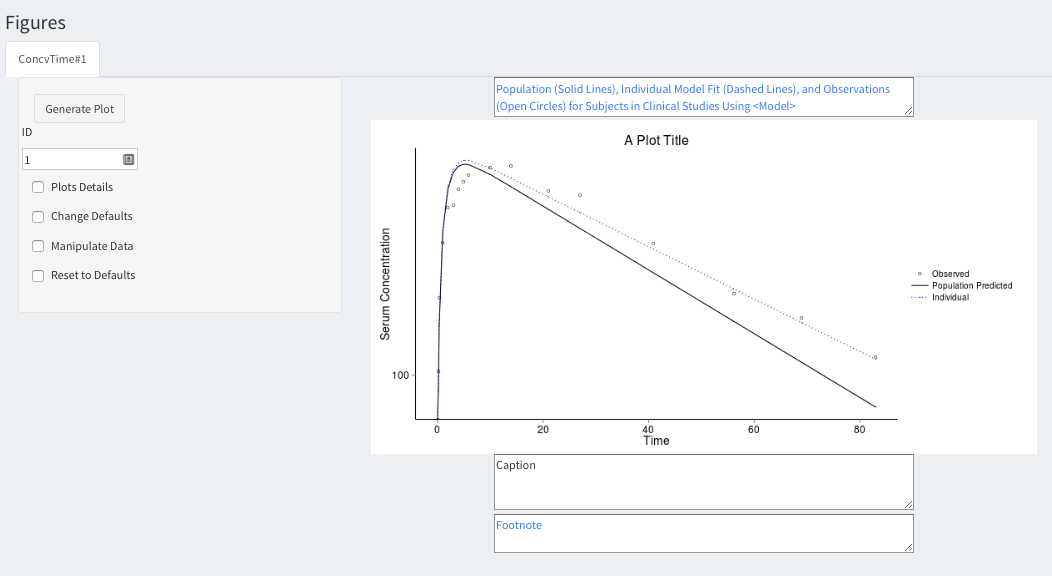 Figures
ConcvTime#1
Generate Plot
ID
1
Plots Details
Change Defaults
Manipulate Data
Reset to Defaults
Population (Solid Lines), Individual Model Fit (Dashed Lines), and Observations
(Open Circles) for Subjects in Clinical Studies Using <Model>
A Plot Title
Serum Concentration
100
0 20 40 60 80
Time
Observed
Population Predicted
Individual
Caption
Footnote